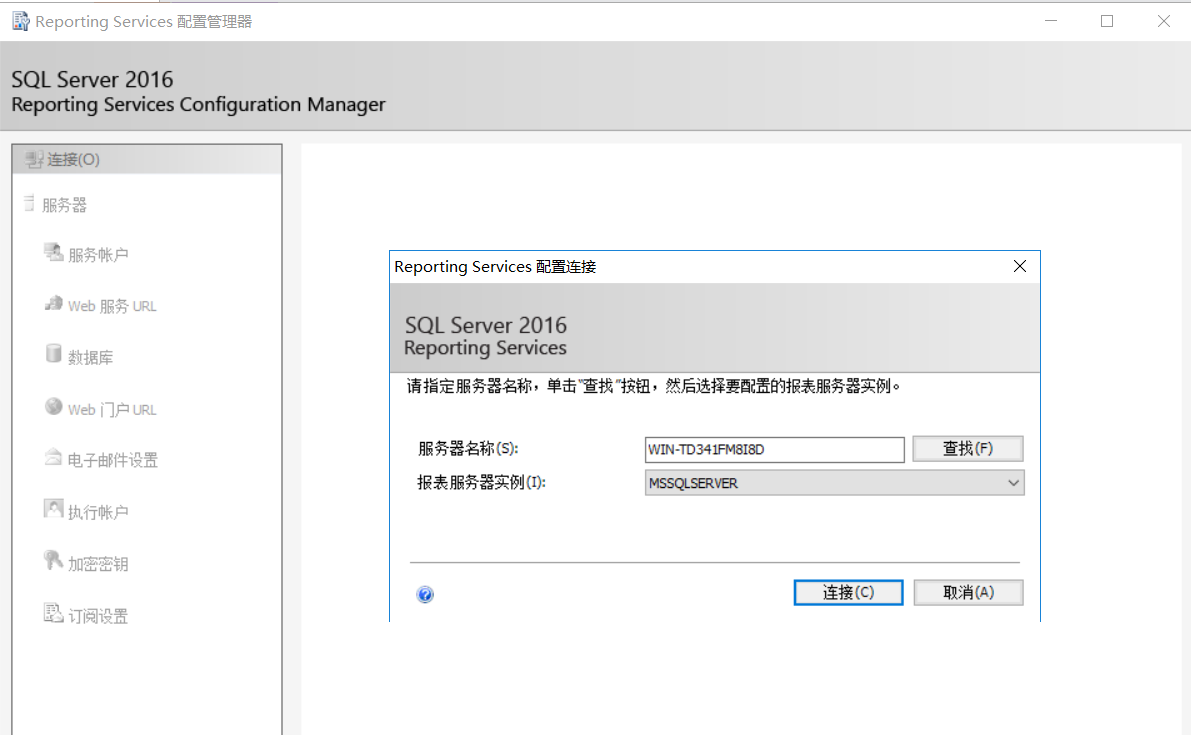 Reporting Services 配置管理器
SQL Server 2016
Reporting Services Configuration Manager
连接(O)
服务器
服务帐户
Web 服务 URL
数据库
Web 门户 URL
电子邮件设置
执行帐户
加密密钥
订阅设置
Reporting Services 配置连接
SQL Server 2016
Reporting Services
请指定服务器名称，单击"查找"按钮，然后选择要配置的报表服务器实例。
服务器名称(S):
WIN-TD341FM8I8D
查找(F)
报表服务器实例(I):
MSSQLSERVER
连接(C)
取消(A)